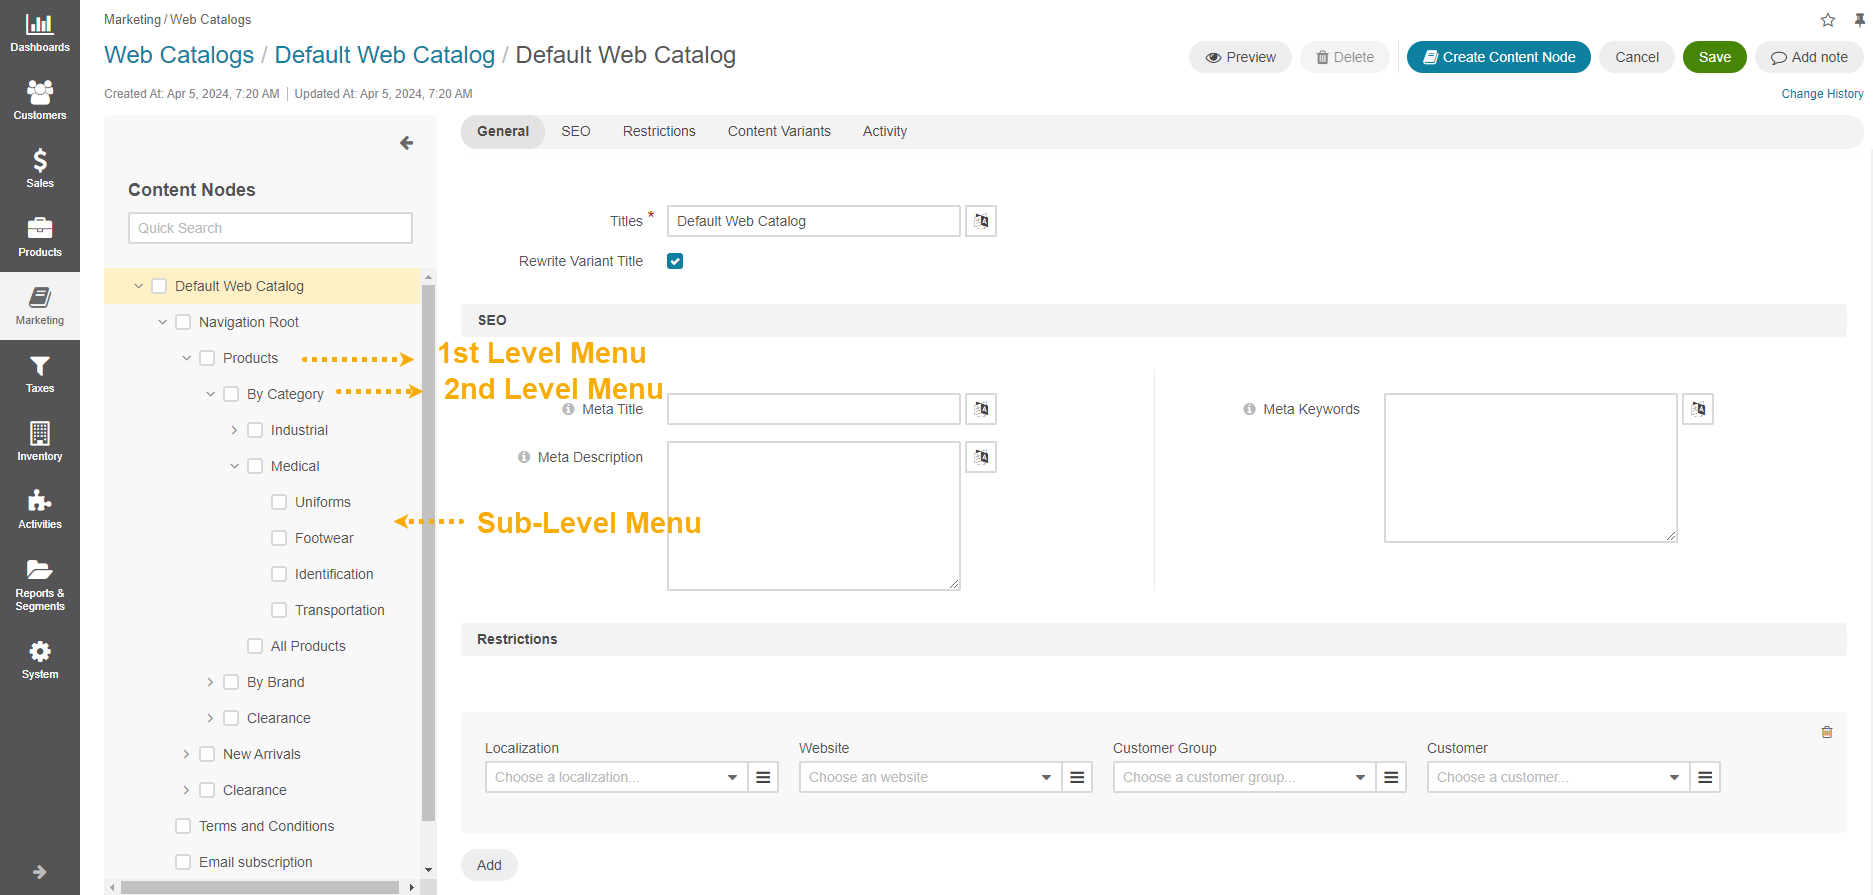 Dashboards
Customers
Sales
Products
Marketing
Taxes
Inventory
Activities
Reports &
Segments
System
Marketing / Web Catalogs
Web Catalogs / Default Web Catalog / Default Web Catalog
Preview
Delete
Create Content Node
Cancel
Save
Add note
Created At: Apr 5, 2024, 7:20 AM
Updated At: Apr 5, 2024, 7:20 AM
Change History
Content Nodes
Quick Search
Default Web Catalog
Navigation Root
Products
1st Level Menu
By Category
2nd Level Menu
Industrial
Medical
Uniforms
Sub-Level Menu
Footwear
Identification
Transportation
All Products
By Brand
Clearance
New Arrivals
Clearance
Terms and Conditions
Email subscription
General
SEO
Restrictions
Content Variants
Activity
Titles *
Default Web Catalog
Rewrite Variant Title
SEO
Meta Title
Meta Keywords
Meta Description
Restrictions
Localization
Website
Customer Group
Customer
Choose a localization...
Choose an website
Choose a customer group...
Choose a customer...
Add